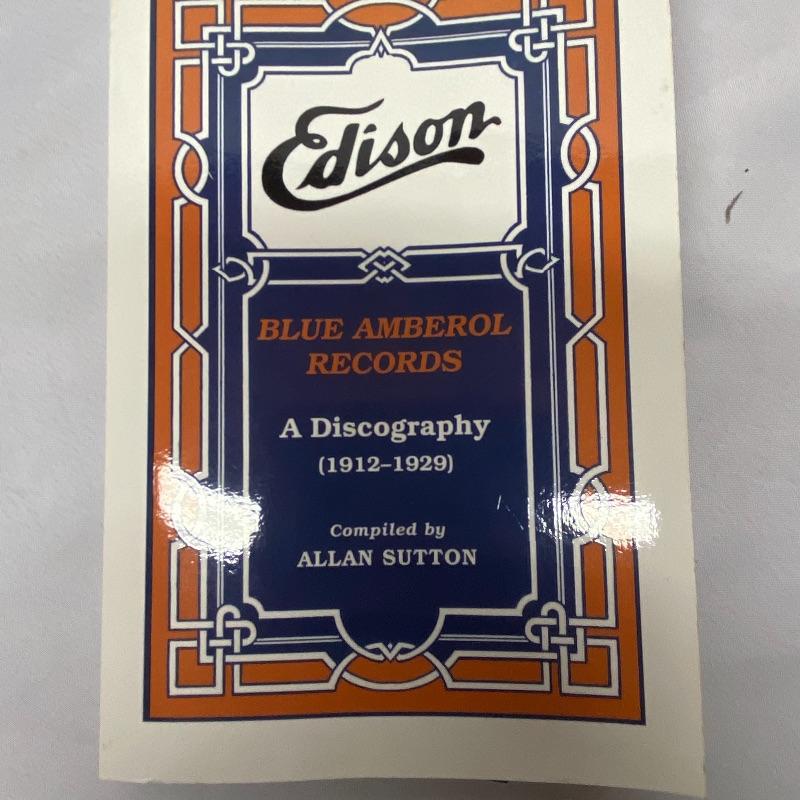 Edison
BLUE AMBEROL
RECORDS
A Discography
(1912–1929)
Compiled by
ALLAN SUTTON